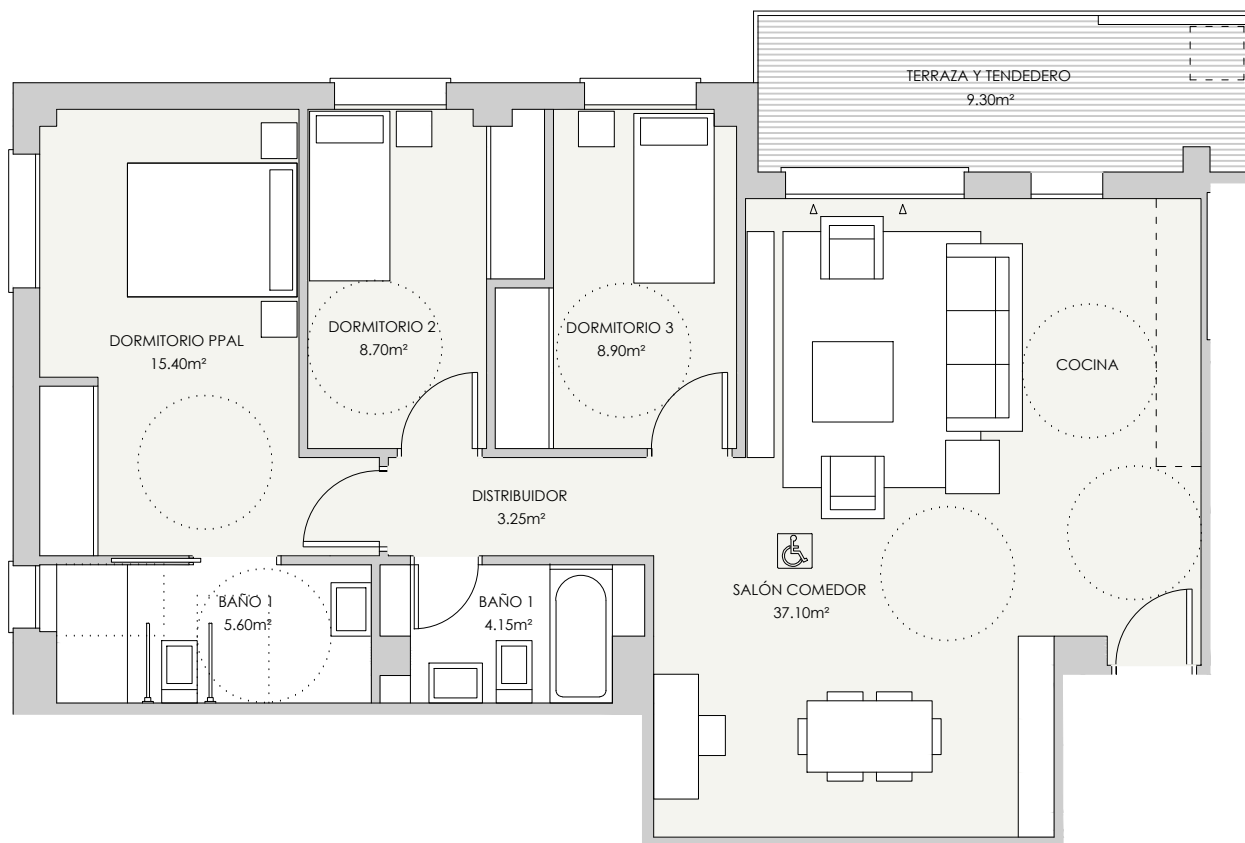 TERRAZA Y TENDEDERO
9.30m²
DORMITORIO PPAL
15.40m²
DORMITORIO 2
8.70m²
DORMITORIO 3
8.90m²
COCINA
DISTRIBUIDOR
3.25m²
SALÓN COMEDOR
37.10m²
BAÑO 1
5.60m²
BAÑO 1
4.15m²